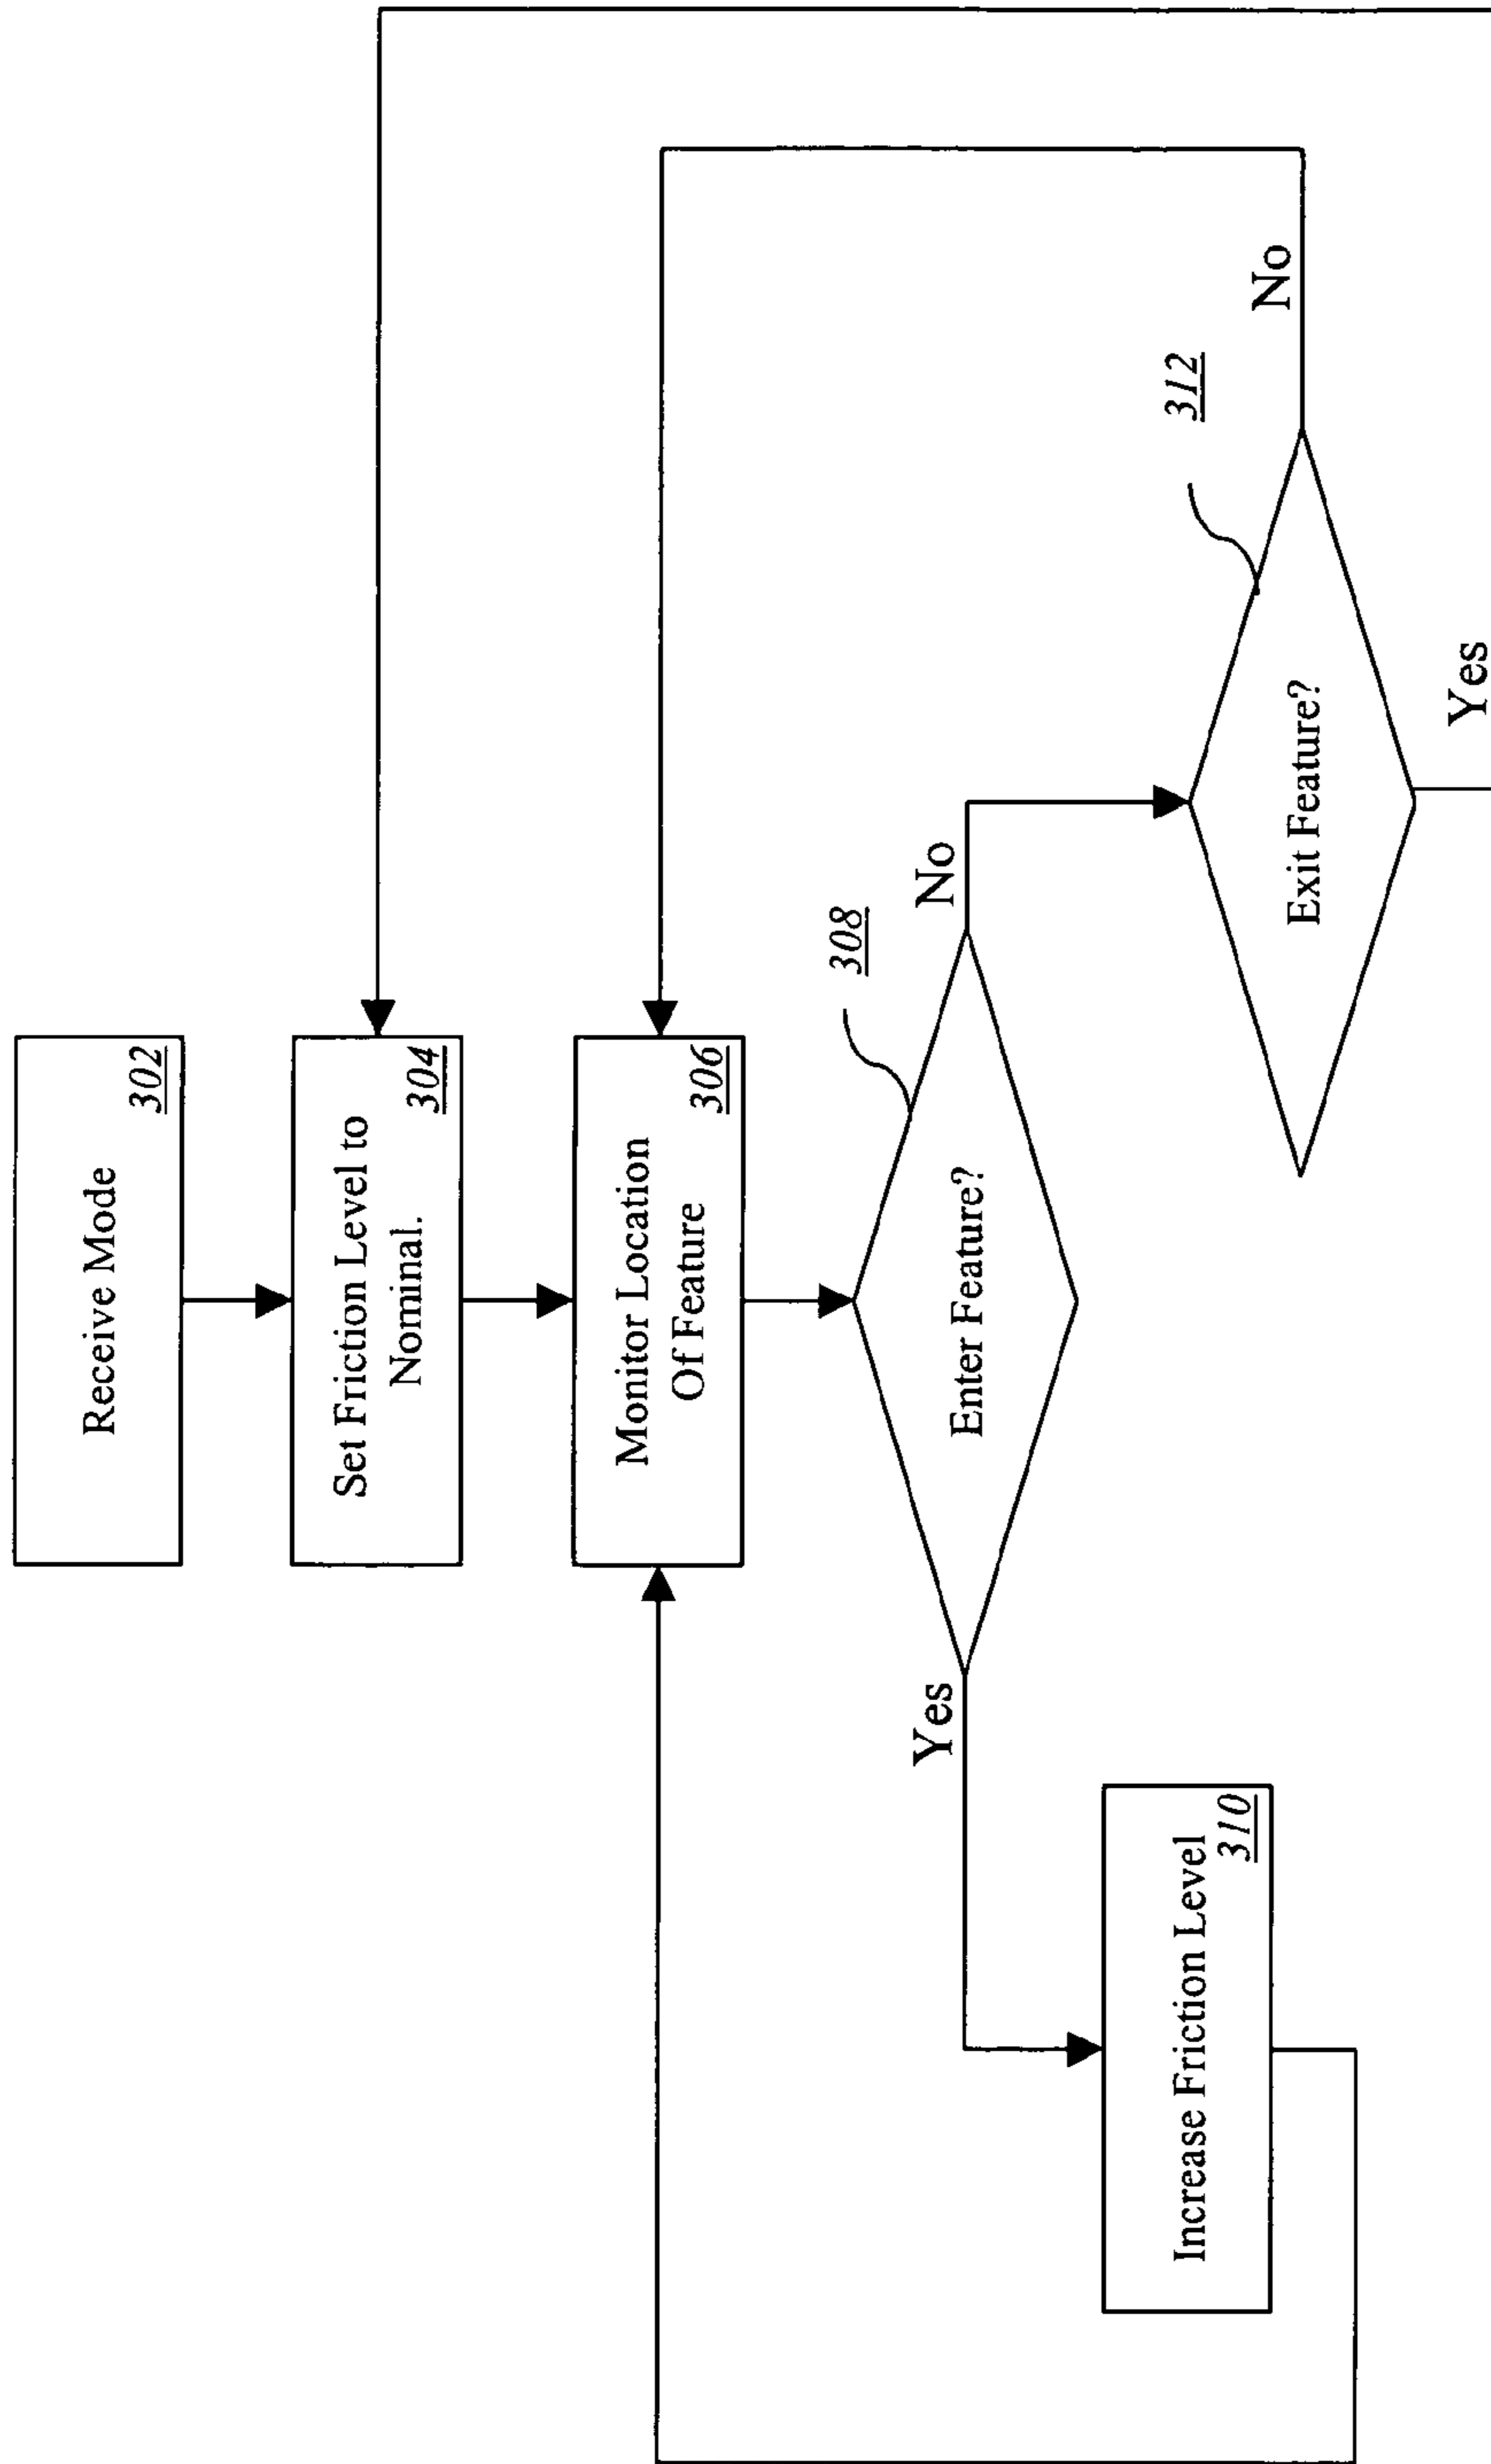 Receive Mode
302
Set Friction Level to
Nominal.
304
Monitor Location
Of Feature
306
308
Enter Feature?
Yes
No
Increase Friction Level
310
312
Exit Feature?
No
Yes